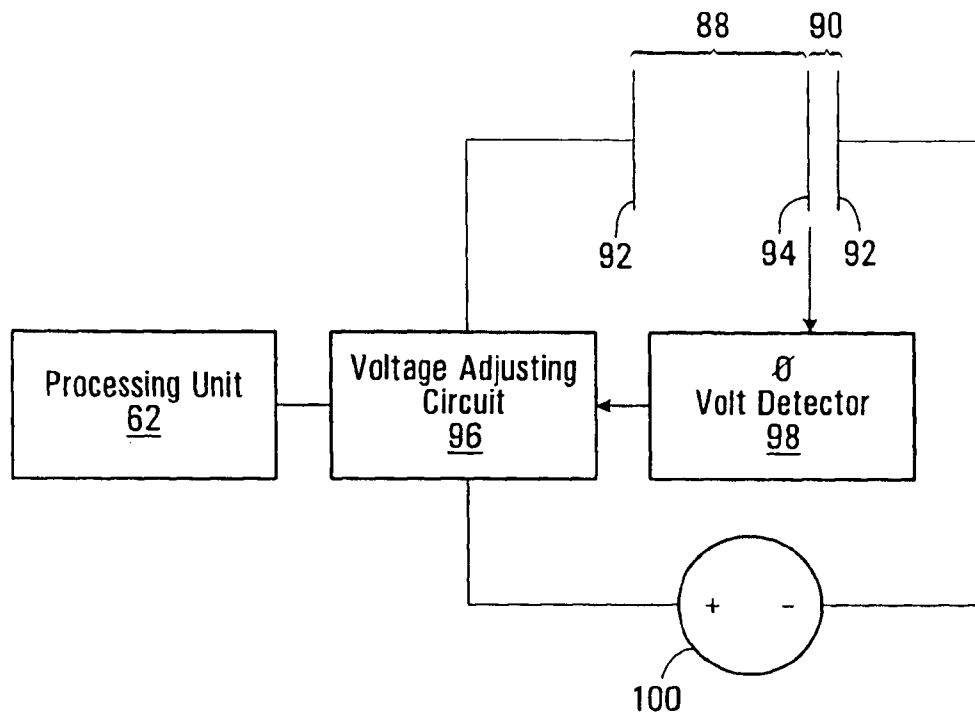 88 90
92 94 92
Processing Unit
62
Voltage Adjusting
Circuit
96
Ø
Volt Detector
98
+ -
100